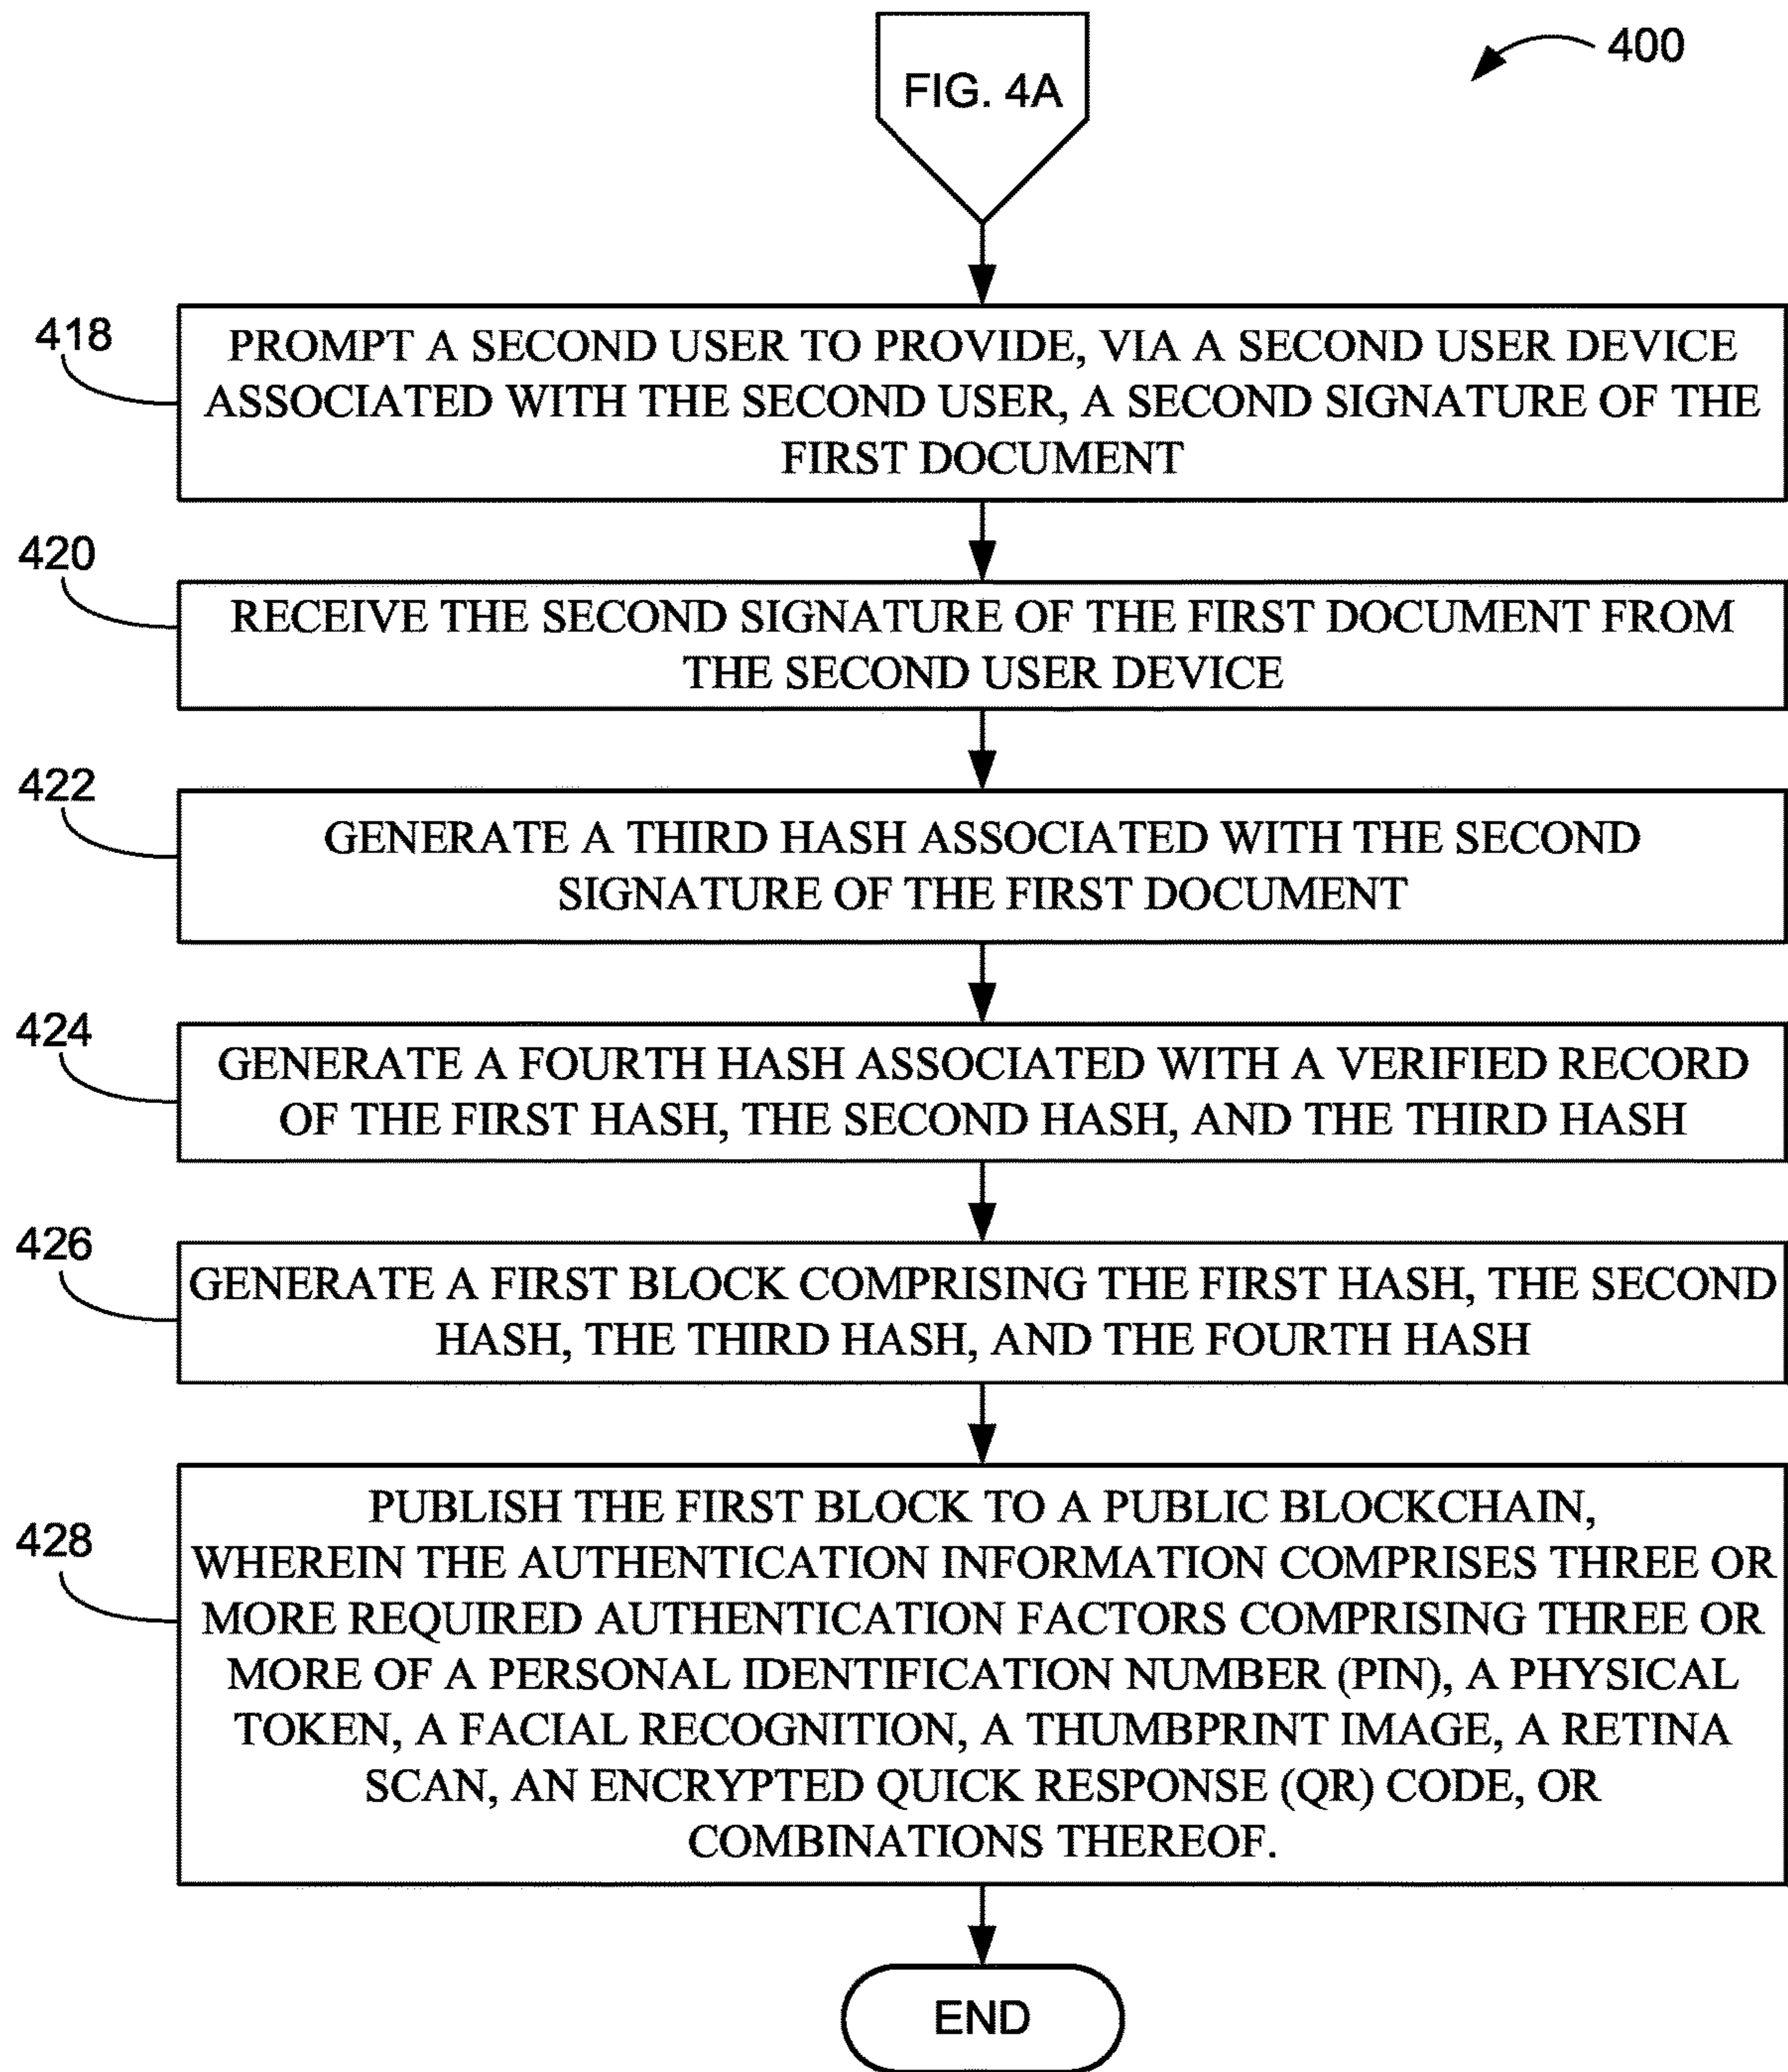 400
FIG. 4A
418
PROMPT A SECOND USER TO PROVIDE, VIA A SECOND USER DEVICE
ASSOCIATED WITH THE SECOND USER, A SECOND SIGNATURE OF THE
FIRST DOCUMENT
420
RECEIVE THE SECOND SIGNATURE OF THE FIRST DOCUMENT FROM
THE SECOND USER DEVICE
422
GENERATE A THIRD HASH ASSOCIATED WITH THE SECOND
SIGNATURE OF THE FIRST DOCUMENT
424
GENERATE A FOURTH HASH ASSOCIATED WITH A VERIFIED RECORD
OF THE FIRST HASH, THE SECOND HASH, AND THE THIRD HASH
426
GENERATE A FIRST BLOCK COMPRISING THE FIRST HASH, THE SECOND
HASH, THE THIRD HASH, AND THE FOURTH HASH
428
PUBLISH THE FIRST BLOCK TO A PUBLIC BLOCKCHAIN,
WHEREIN THE AUTHENTICATION INFORMATION COMPRISES THREE OR
MORE REQUIRED AUTHENTICATION FACTORS COMPRISING THREE OR
MORE OF A PERSONAL IDENTIFICATION NUMBER (PIN), A PHYSICAL
TOKEN, A FACIAL RECOGNITION, A THUMBPRINT IMAGE, A RETINA
SCAN, AN ENCRYPTED QUICK RESPONSE (QR) CODE, OR
COMBINATIONS THEREOF.
END